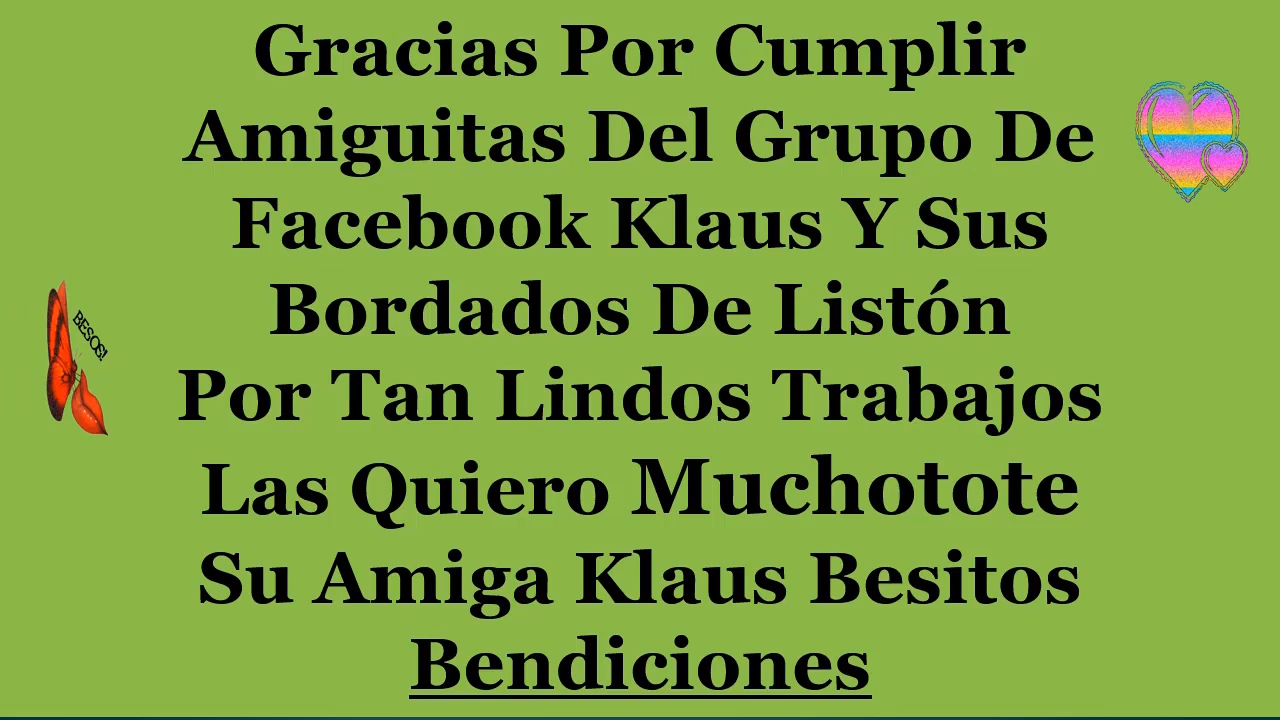 Gracias Por Cumplir
Amiguitas Del Grupo De
Facebook Klaus Y Sus
Bordados De Listón
Por Tan Lindos Trabajos
Las Quiero Muchotote
Su Amiga Klaus Besitos
Bendiciones
BESOS!